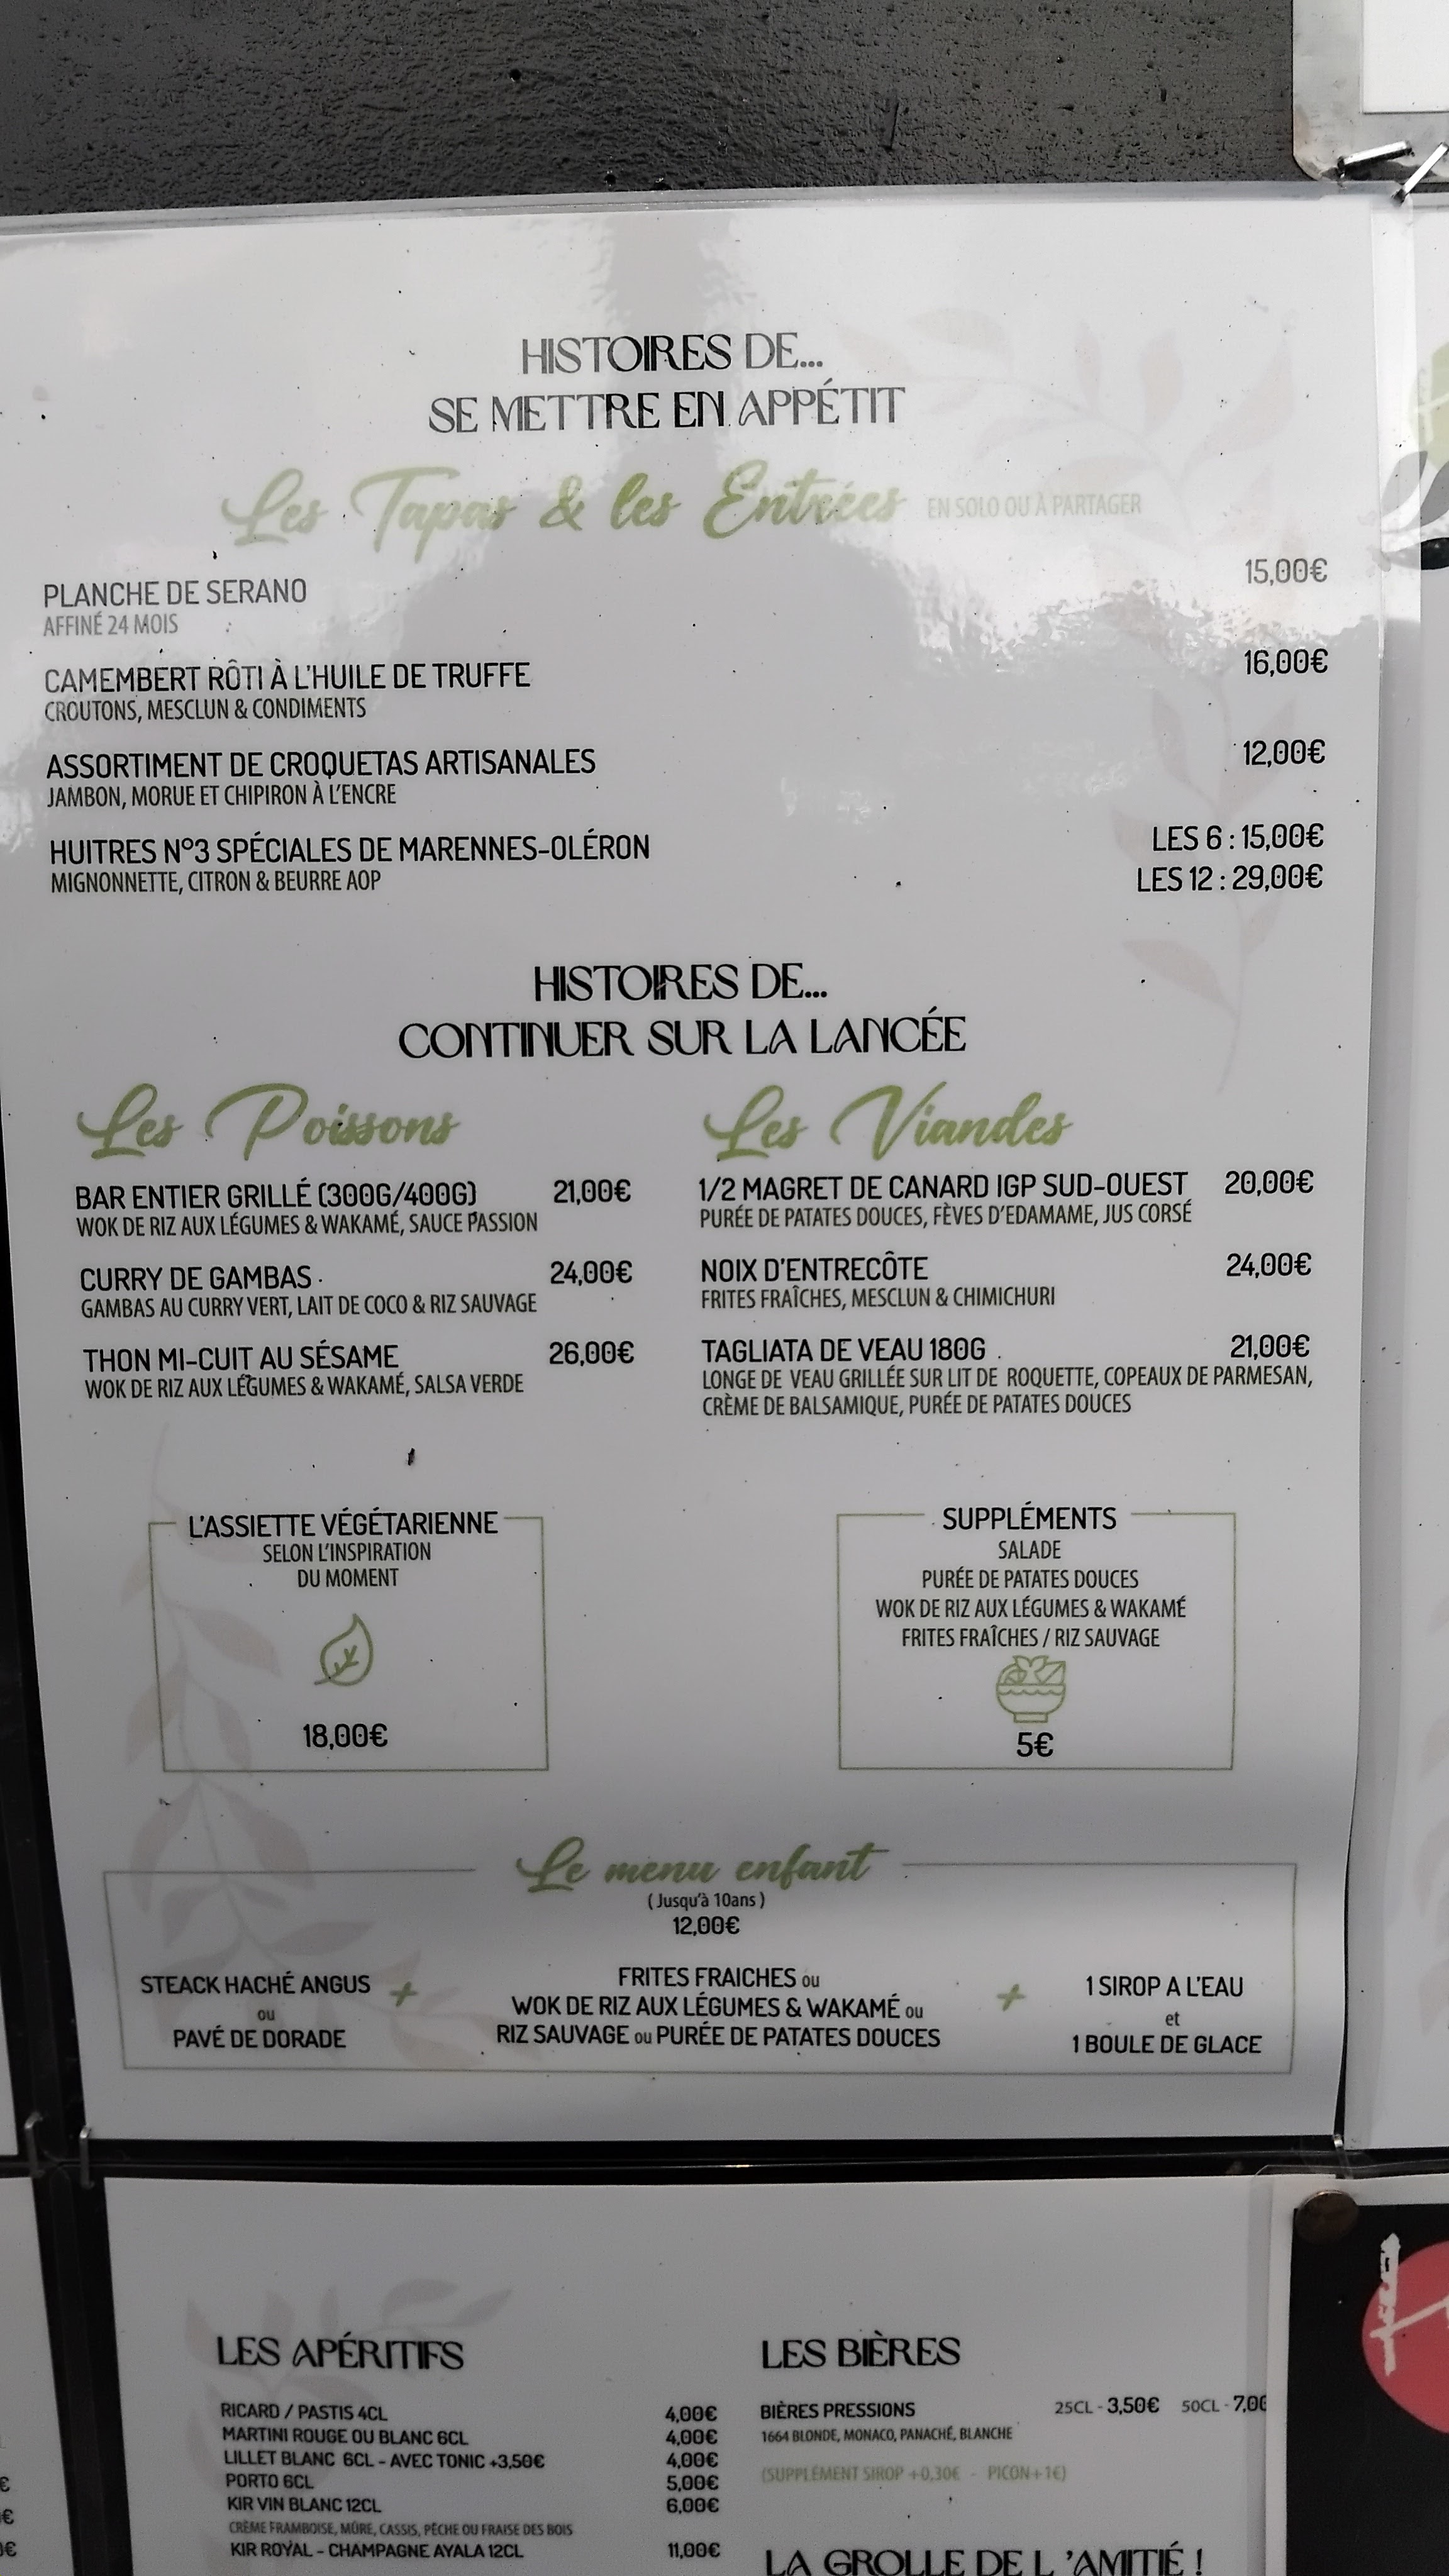 HISTOIRES DE...
SE METTRE EN APPÉTIT
Les Tapas & les Entrées EN SOLO OU À PARTAGER
PLANCHE DE SERANO 15,00€
AFFINÉ 24 MOIS
CAMEMBERT RÔTI À L'HUILE DE TRUFFE 16,00€
CROUTONS, MESCLUN & CONDIMENTS
ASSORTIMENT DE CROQUETAS ARTISANALES 12,00€
JAMBON, MORUE ET CHIPIRON À L'ENCRE
HUITRES N°3 SPÉCIALES DE MARENNES-OLÉRON LES 6 : 15,00€
MIGNONNETTE, CITRON & BEURRE AOP LES 12 : 29,00€
HISTOIRES DE...
CONTINUER SUR LA LANCÉE
Les Poissons
BAR ENTIER GRILLÉ (300G/400G) 21,00€
WOK DE RIZ AUX LÉGUMES & WAKAMÉ, SAUCE PASSION
CURRY DE GAMBAS 24,00€
GAMBAS AU CURRY VERT, LAIT DE COCO & RIZ SAUVAGE
THON MI-CUIT AU SÉSAME 26,00€
WOK DE RIZ AUX LÉGUMES & WAKAMÉ, SALSA VERDE
Les Viandes
1/2 MAGRET DE CANARD IGP SUD-OUEST 20,00€
PURÉE DE PATATES DOUCES, FÈVES D'EDAMAME, JUS CORSÉ
NOIX D'ENTRECÔTE 24,00€
FRITES FRAÎCHES, MESCLUN & CHIMICHURI
TAGLIATA DE VEAU 180G 21,00€
LONGE DE VEAU GRILLÉE SUR LIT DE ROQUETTE, COPEAUX DE PARMESAN,
CRÈME DE BALSAMIQUE, PURÉE DE PATATES DOUCES
L'ASSIETTE VÉGÉTARIENNE
SELON L'INSPIRATION
DU MOMENT
18,00€
SUPPLÉMENTS
SALADE
PURÉE DE PATATES DOUCES
WOK DE RIZ AUX LÉGUMES & WAKAMÉ
FRITES FRAÎCHES / RIZ SAUVAGE
5€
Le menu enfant
( Jusqu'à 10ans )
12,00€
STEACK HACHÉ ANGUS
ou
PAVÉ DE DORADE
+
FRITES FRAICHES ou
WOK DE RIZ AUX LÉGUMES & WAKAMÉ ou
RIZ SAUVAGE ou PURÉE DE PATATES DOUCES
+
1 SIROP A L'EAU
et
1 BOULE DE GLACE
LES APÉRITIFS
RICARD / PASTIS 4CL 4,00€
MARTINI ROUGE OU BLANC 6CL 4,00€
LILLET BLANC 6CL - AVEC TONIC +3,50€ 4,00€
PORTO 6CL 5,00€
KIR VIN BLANC 12CL 6,00€
CRÈME FRAMBOISE, MÛRE, CASSIS, PÊCHE OU FRAISE DES BOIS
KIR ROYAL - CHAMPAGNE AYALA 12CL 11,00€
LES BIÈRES
BIÈRES PRESSIONS 25CL - 3,50€ 50CL - 7,00
1664 BLONDE, MONACO, PANACHÉ, BLANCHE
(SUPPLÉMENT SIROP +0,30€ - PICON+1€)
LA GROLLE DE L 'AMITIÉ !